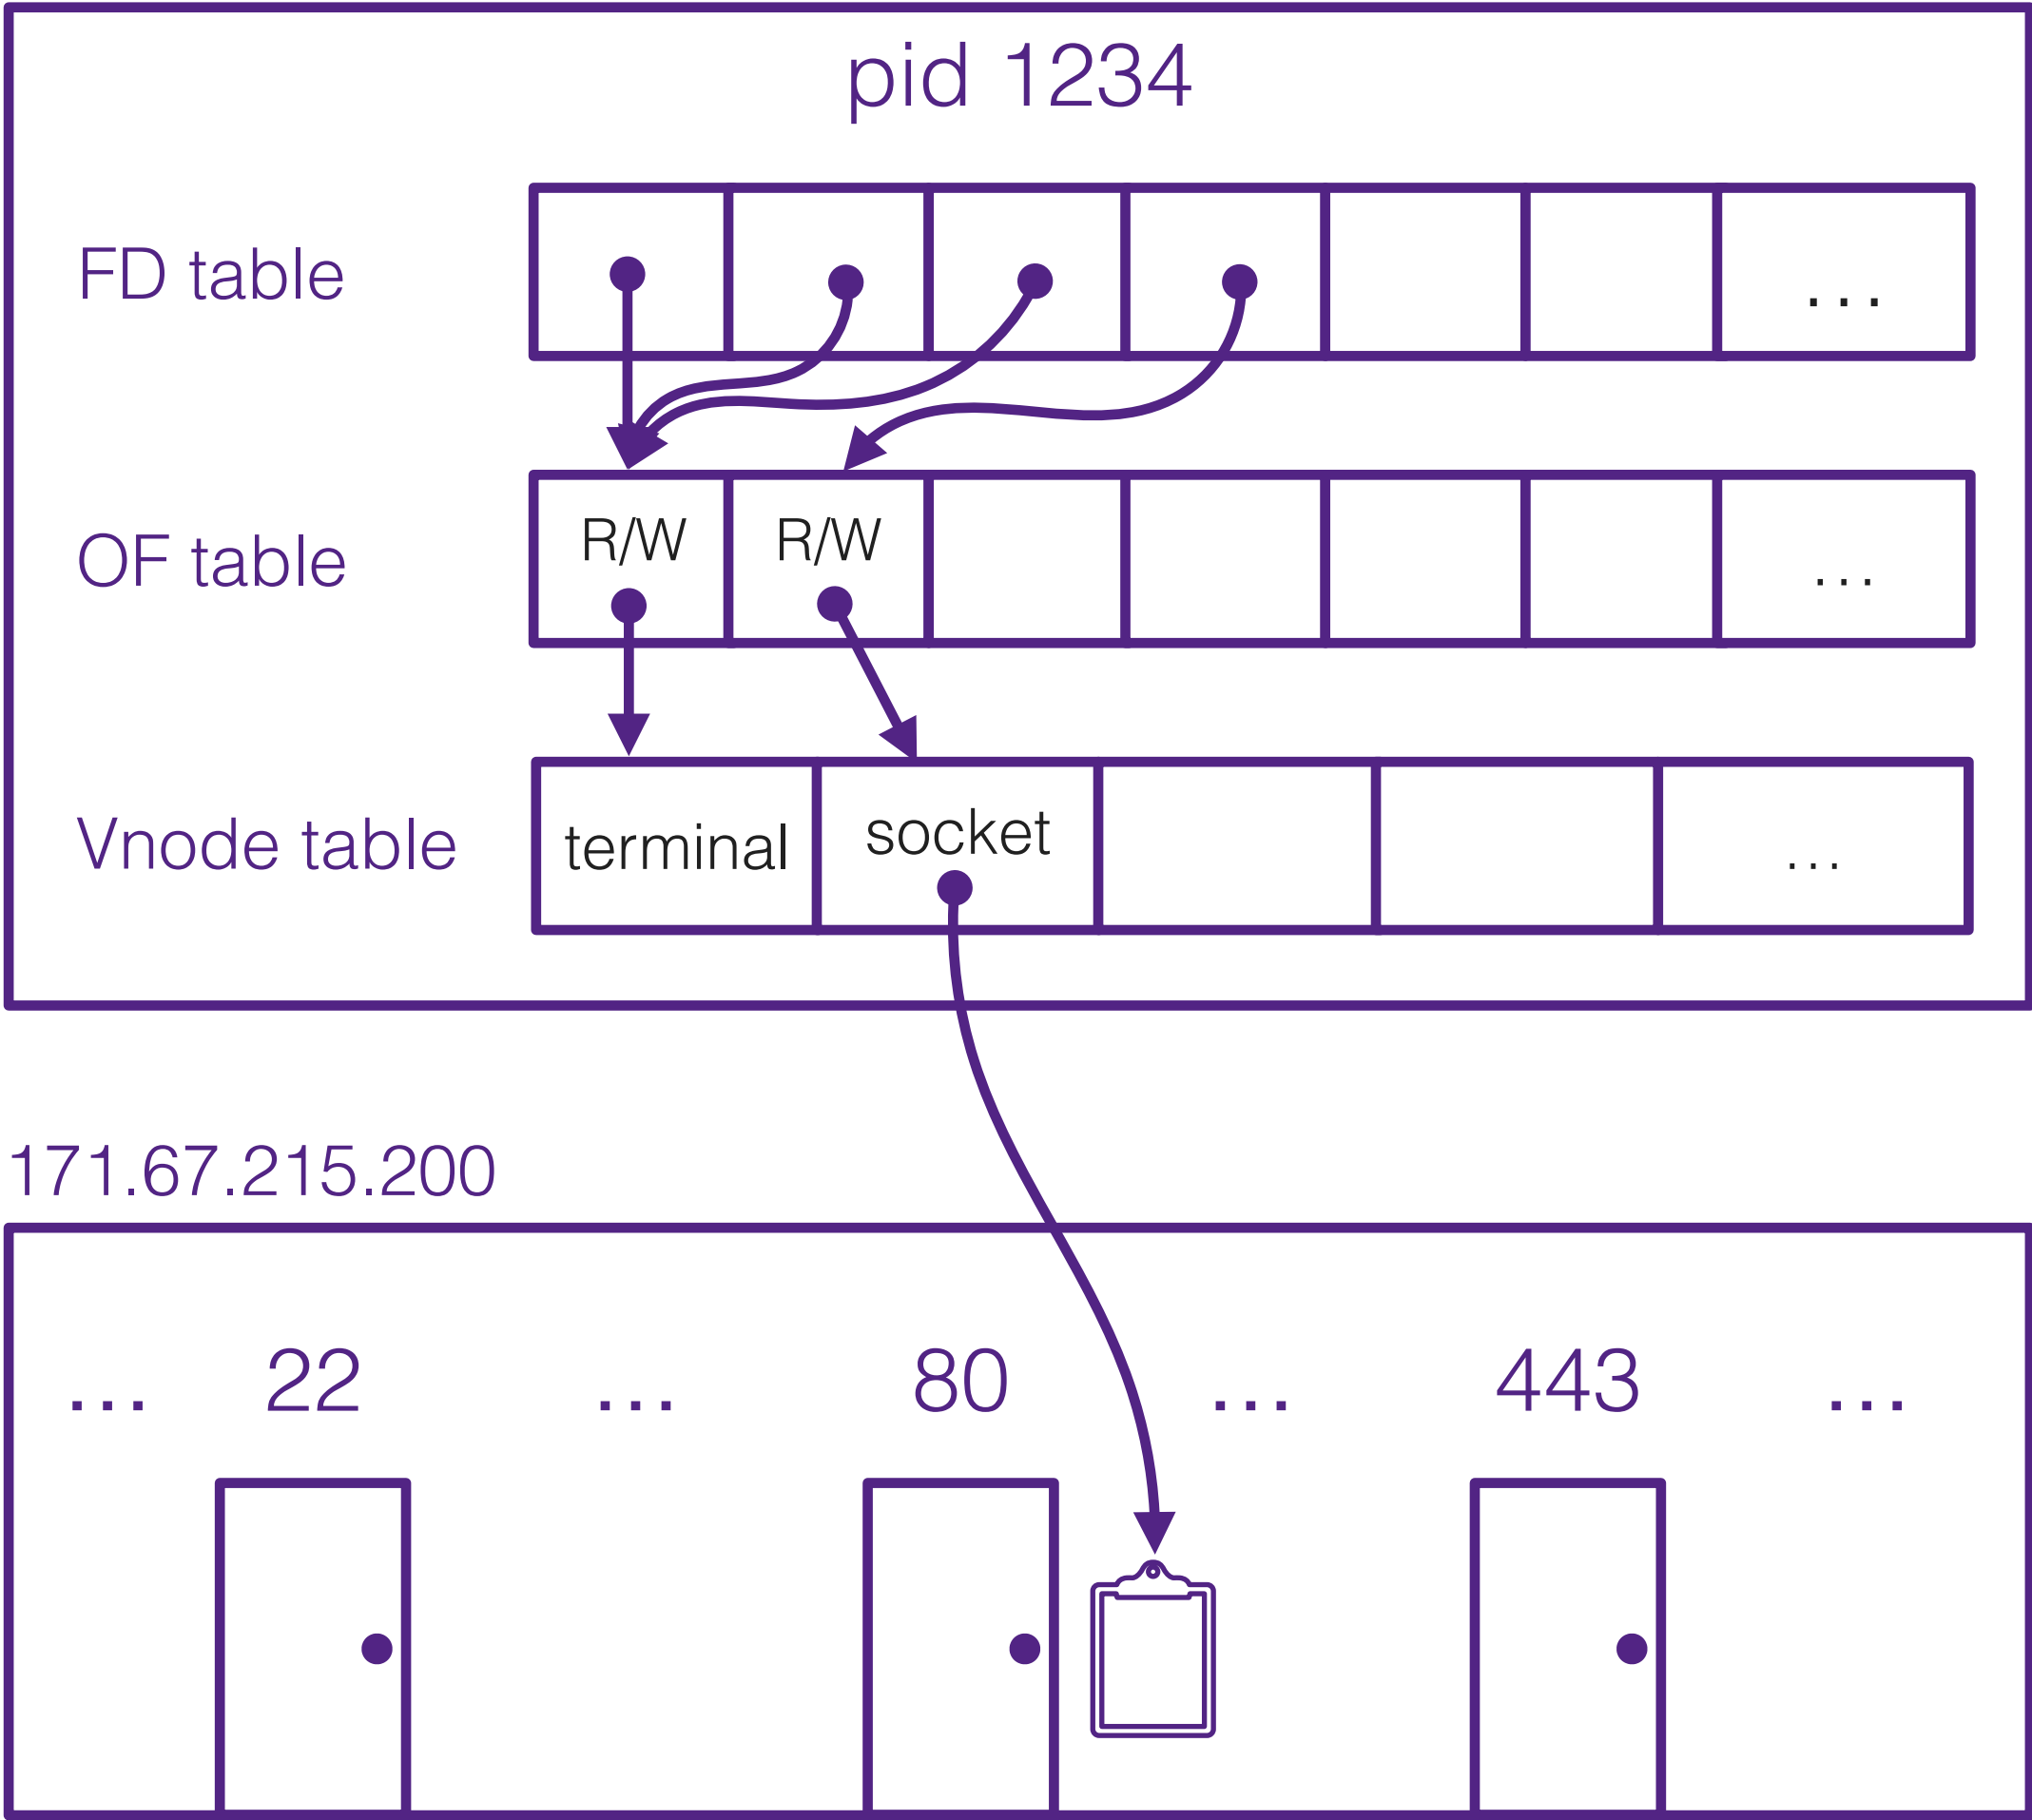 pid 1234
FD table ...
OF table R/W R/W ...
Vnode table terminal socket ...
171.67.215.200
... 22 ... 80 ... 443 ...